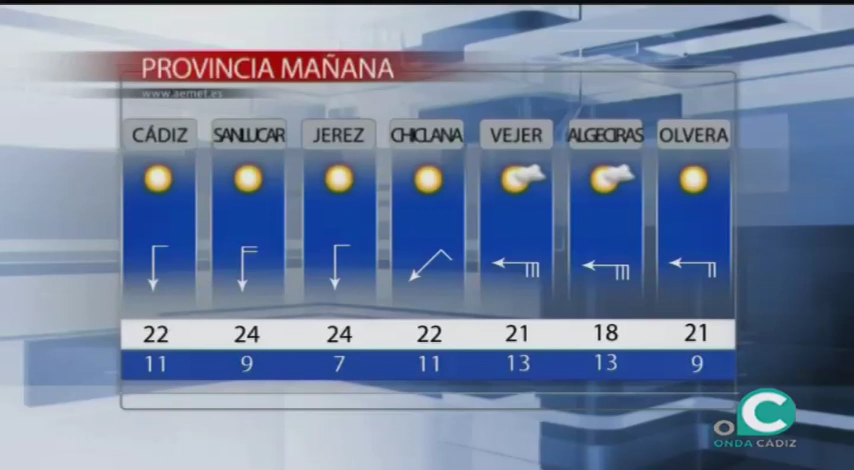 PROVINCIA MAÑANA
www.aemet.es
CÁDIZ SANLUCAR JEREZ CHICLANA VEJER ALGECIRAS OLVERA
22 24 24 22 21 18 21
11 9 7 11 13 13 9
OC
ONDA CÁDIZ